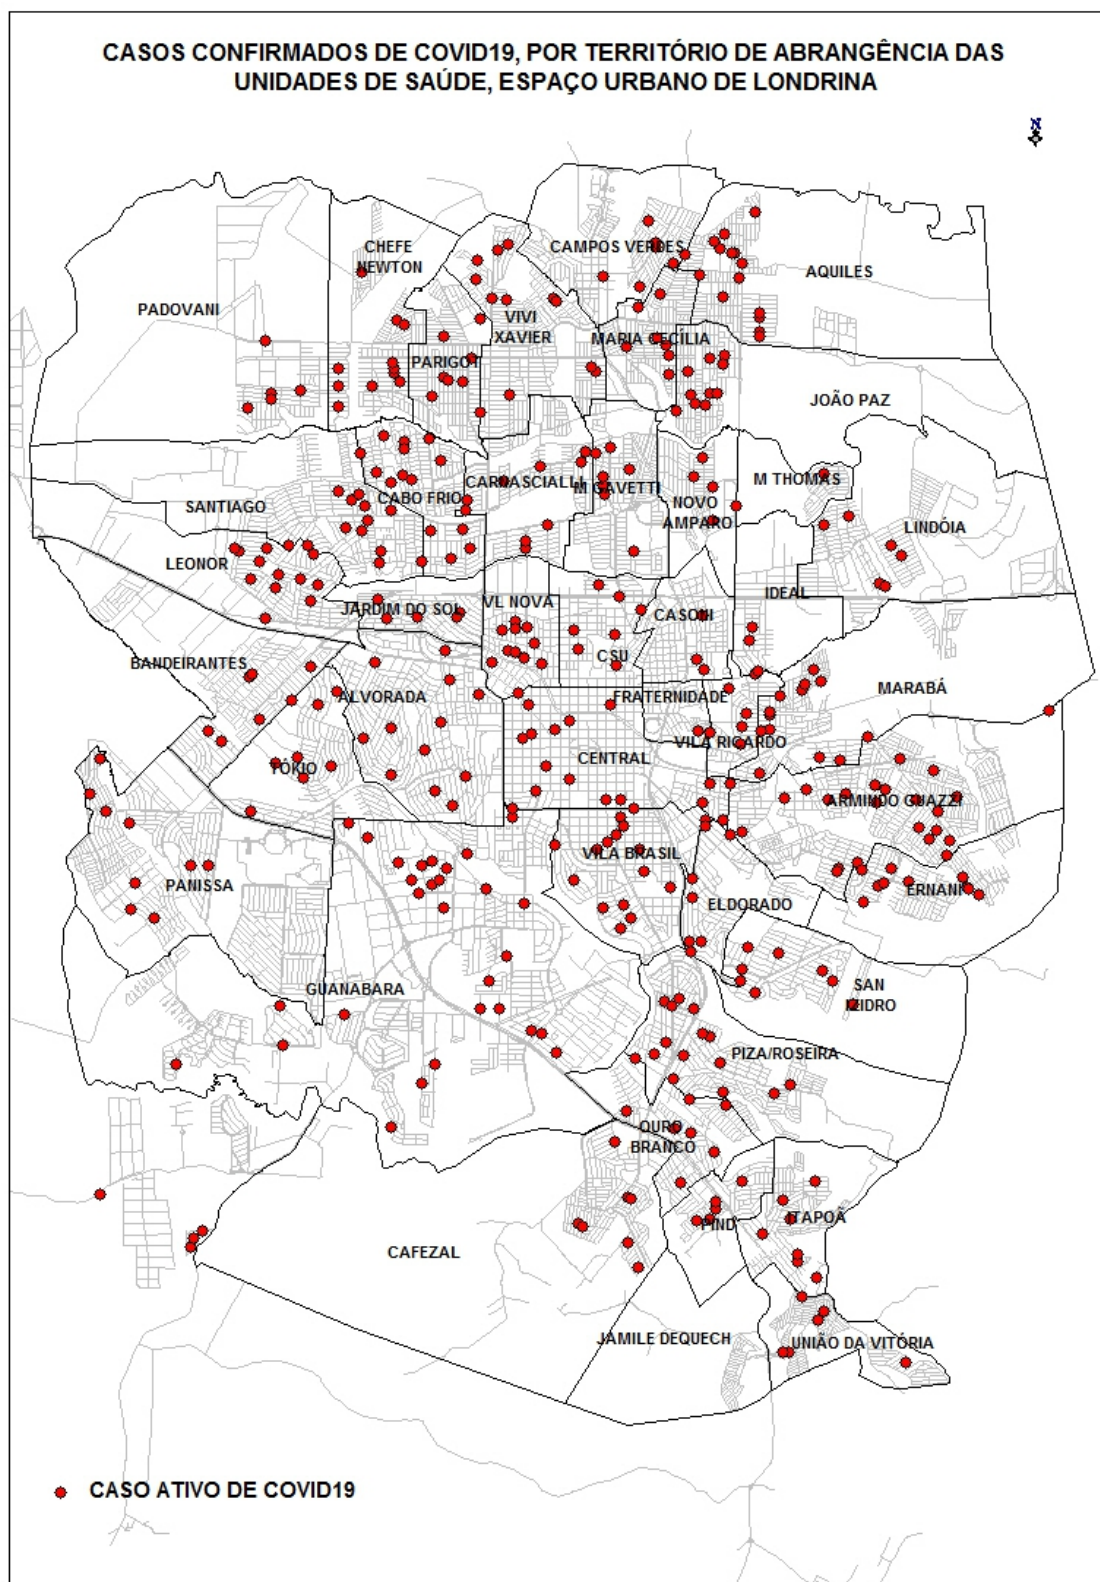 CASOS CONFIRMADOS DE COVID19, POR TERRITÓRIO DE ABRANGÊNCIA DAS
UNIDADES DE SAÚDE, ESPAÇO URBANO DE LONDRINA
N
CHEFE
NEWTON
CAMPOS VERDES
AQUILES
PADOVANI
VIVI
XAVIER
MARIA CECÍLIA
PARIGOT
JOÃO PAZ
CARNASCIALLI
M THOMAS
CABO FRIO
M GAVETTI
SANTIAGO
NOVO
AMPARO
LINDÓIA
LEONOR
IDEAL
JARDIM DO SOL
VL NOVA
CASONI
CSU
BANDEIRANTES
ALVORADA
FRATERNIDADE
MARABÁ
VILA RICARDO
CENTRAL
TÓKIO
ARMINDO GUAZZI
VILA BRASIL
PANISSA
ERNANI
ELDORADO
GUANABARA
SAN
IZIDRO
PIZA/ROSEIRA
OURO
BRANCO
PIND
ITAPOÃ
CAFEZAL
JAMILE DEQUECH
UNIÃO DA VITÓRIA
CASO ATIVO DE COVID19